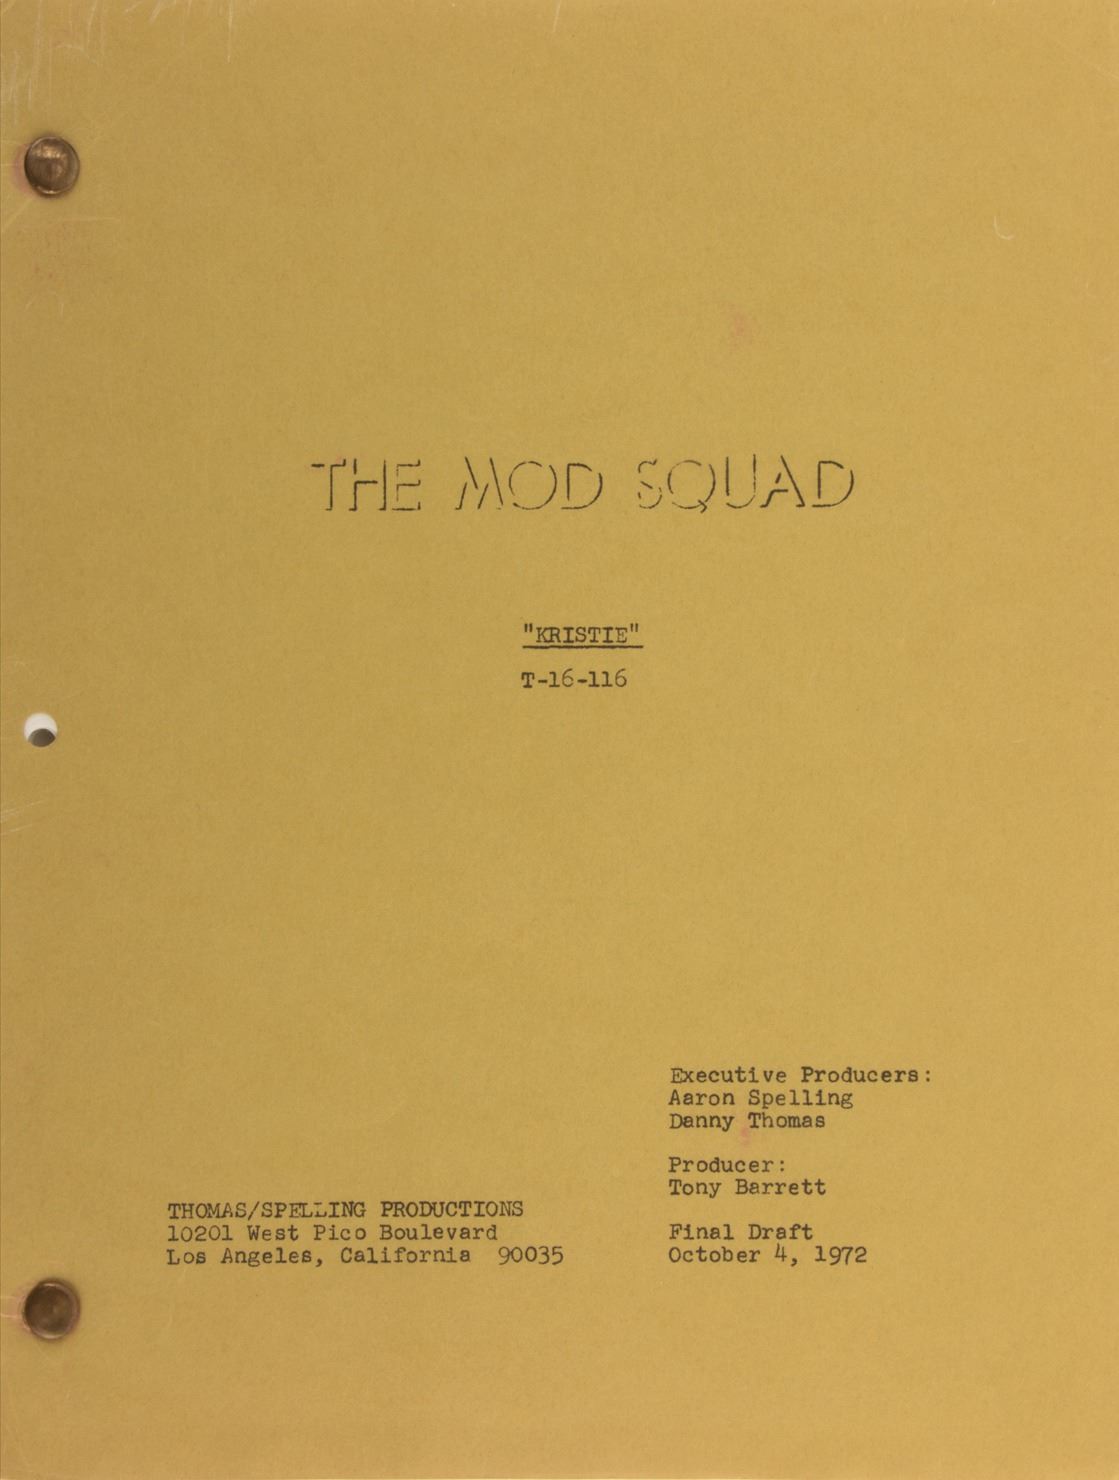 THE MOD SQUAD
"KRISTIE"
T-16-116
Executive Producers:
Aaron Spelling
Danny Thomas
Producer:
Tony Barrett
Final Draft
October 4, 1972
THOMAS/SPELLING PRODUCTIONS
10201 West Pico Boulevard
Los Angeles, California 90035